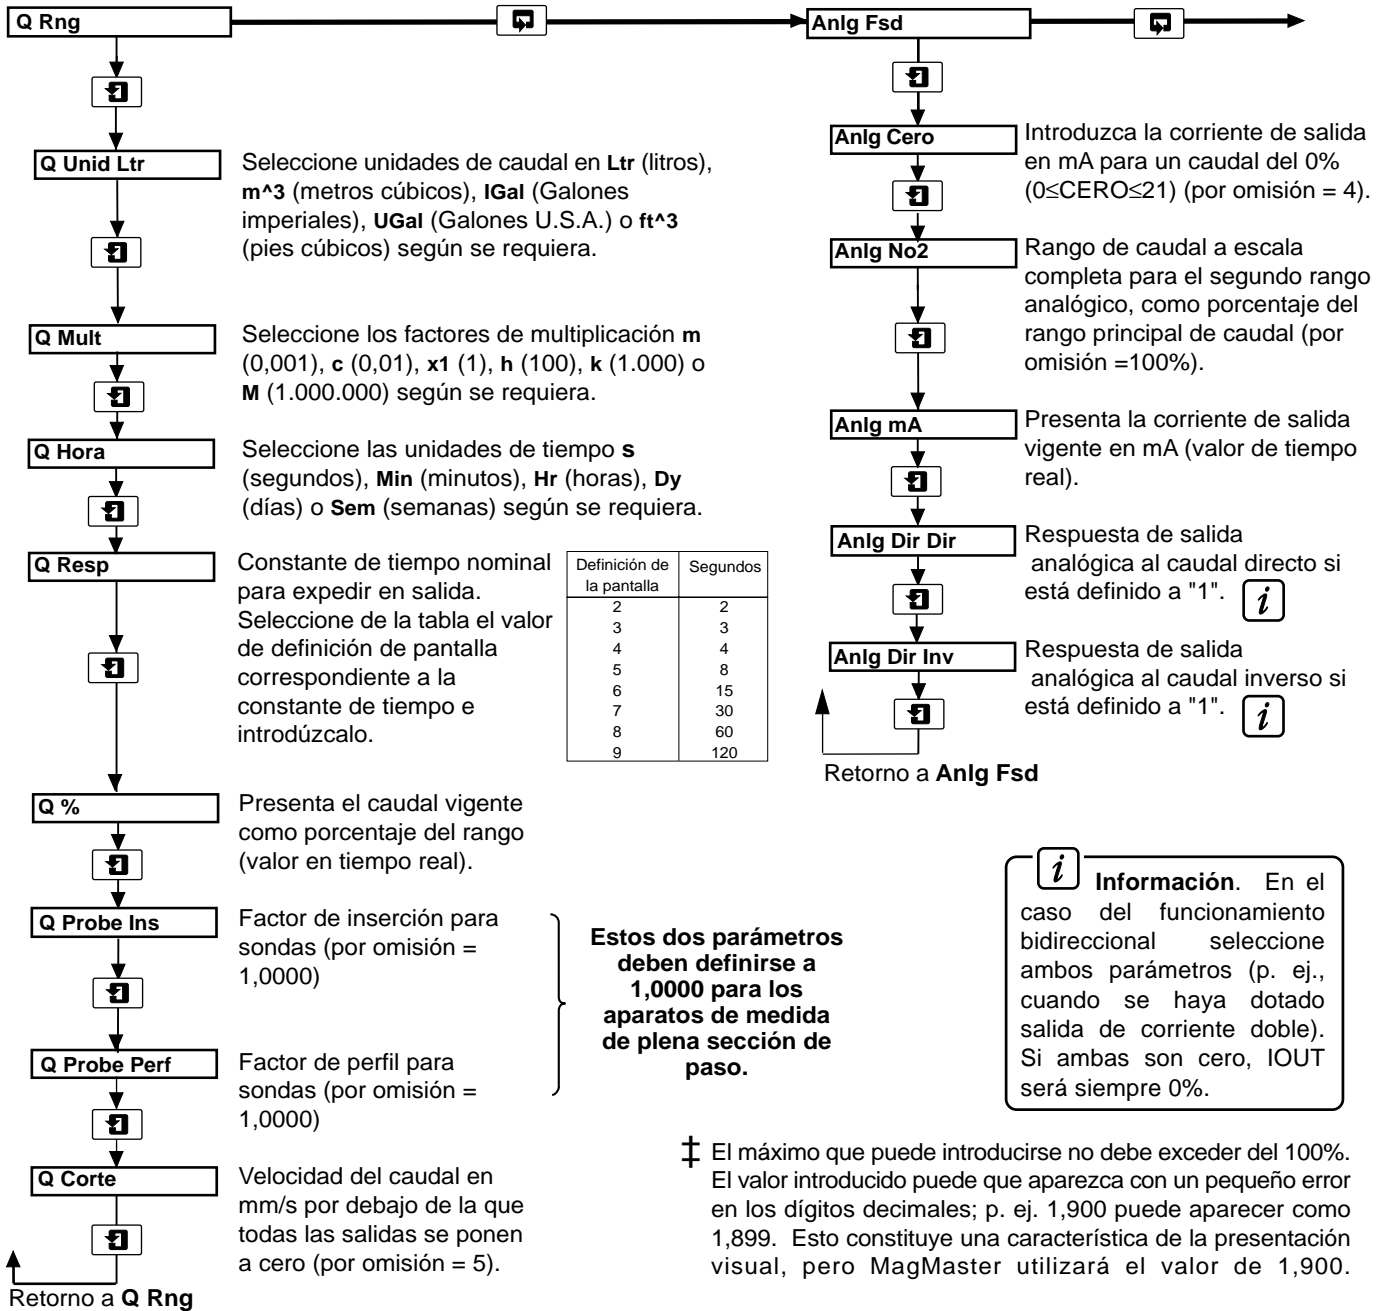 Q Rng
Q Unid Ltr
Seleccione unidades de caudal en Ltr (litros),
m^3 (metros cúbicos), IGal (Galones
imperiales), UGal (Galones U.S.A.) o ft^3
(pies cúbicos) según se requiera.
Q Mult
Seleccione los factores de multiplicación m
(0,001), c (0,01), x1 (1), h (100), k (1.000) o
M (1.000.000) según se requiera.
Q Hora
Seleccione las unidades de tiempo s
(segundos), Min (minutos), Hr (horas), Dy
(días) o Sem (semanas) según se requiera.
Q Resp
Constante de tiempo nominal
para expedir en salida.
Seleccione de la tabla el valor
de definición de pantalla
correspondiente a la
constante de tiempo e
introdúzcalo.
Definición de
la pantalla
Segundos
2 2
3 3
4 4
5 8
6 15
7 30
8 60
9 120
Q %
Presenta el caudal vigente
como porcentaje del rango
(valor en tiempo real).
Q Probe Ins
Factor de inserción para
sondas (por omisión =
1,0000)
Q Probe Perf
Factor de perfil para
sondas (por omisión =
1,0000)
Estos dos parámetros
deben definirse a
1,0000 para los
aparatos de medida
de plena sección de
paso.
Q Corte
Velocidad del caudal en
mm/s por debajo de la que
todas las salidas se ponen
a cero (por omisión = 5).
Retorno a Q Rng
Anlg Fsd
Anlg Cero
Introduzca la corriente de salida
en mA para un caudal del 0%
(0≤CERO≤21) (por omisión = 4).
Anlg No2
Rango de caudal a escala
completa para el segundo rango
analógico, como porcentaje del
rango principal de caudal (por
omisión =100%).
Anlg mA
Presenta la corriente de salida
vigente en mA (valor de tiempo
real).
Anlg Dir Dir
Respuesta de salida
analógica al caudal directo si
está definido a "1". i
Anlg Dir Inv
Respuesta de salida
analógica al caudal inverso si
está definido a "1". i
Retorno a Anlg Fsd
i
Información. En el
caso del funcionamiento
bidireccional seleccione
ambos parámetros (p. ej.,
cuando se haya dotado
salida de corriente doble).
Si ambas son cero, IOUT
será siempre 0%.
‡ El máximo que puede introducirse no debe exceder del 100%.
El valor introducido puede que aparezca con un pequeño error
en los dígitos decimales; p. ej. 1,900 puede aparecer como
1,899. Esto constituye una característica de la presentación
visual, pero MagMaster utilizará el valor de 1,900.